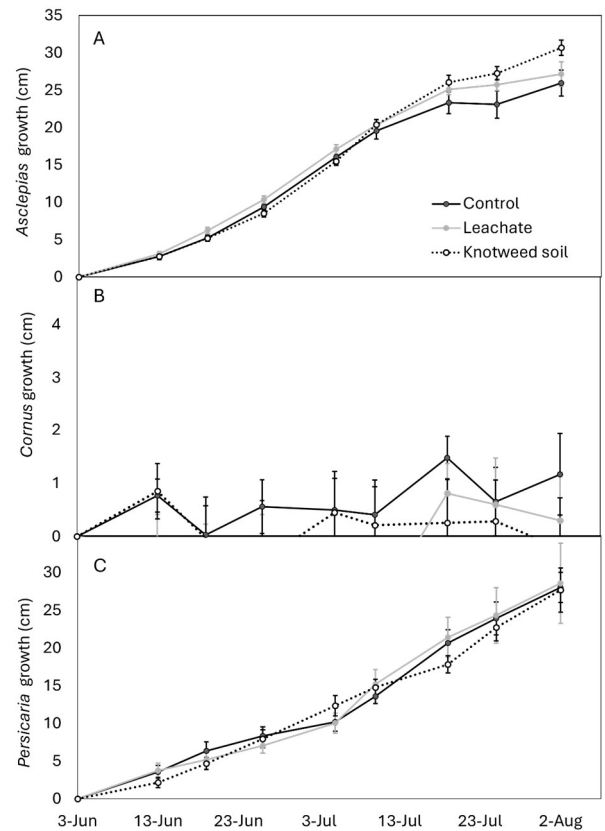 35
A
30
25
20
15
10
5
0
Asclepias growth (cm)
Control
Leachate
Knotweed soil
B
4
3
2
1
0
Cornus growth (cm)
C
30
25
20
15
10
5
0
Persicaria growth (cm)
3-Jun 13-Jun 23-Jun 3-Jul 13-Jul 23-Jul 2-Aug